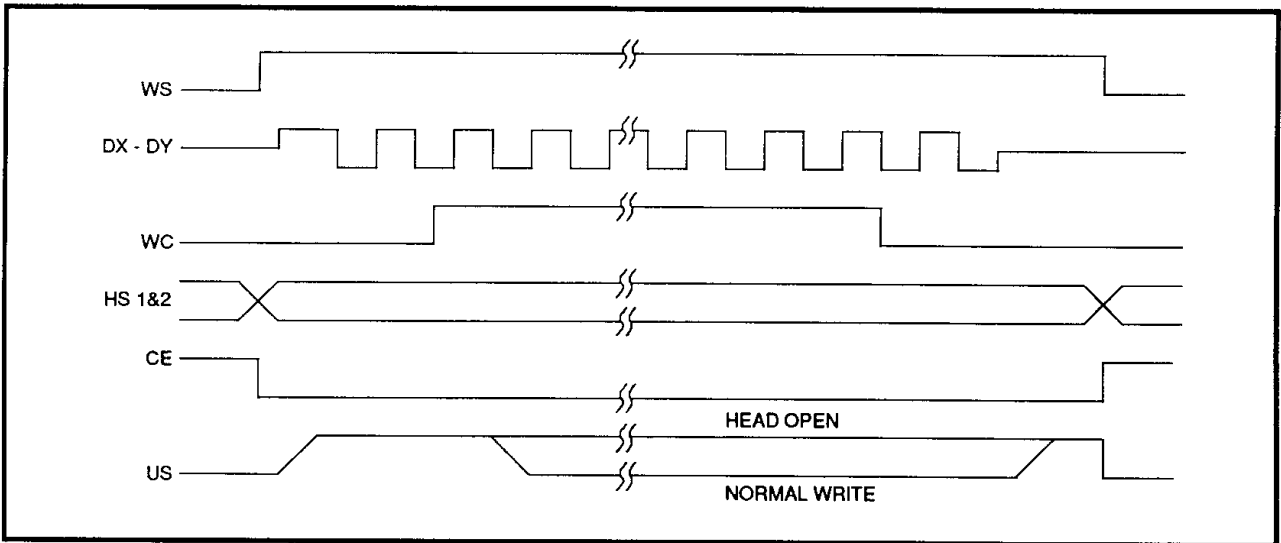 WS
DX - DY
WC
HS 1&2
CE
HEAD OPEN
US
NORMAL WRITE